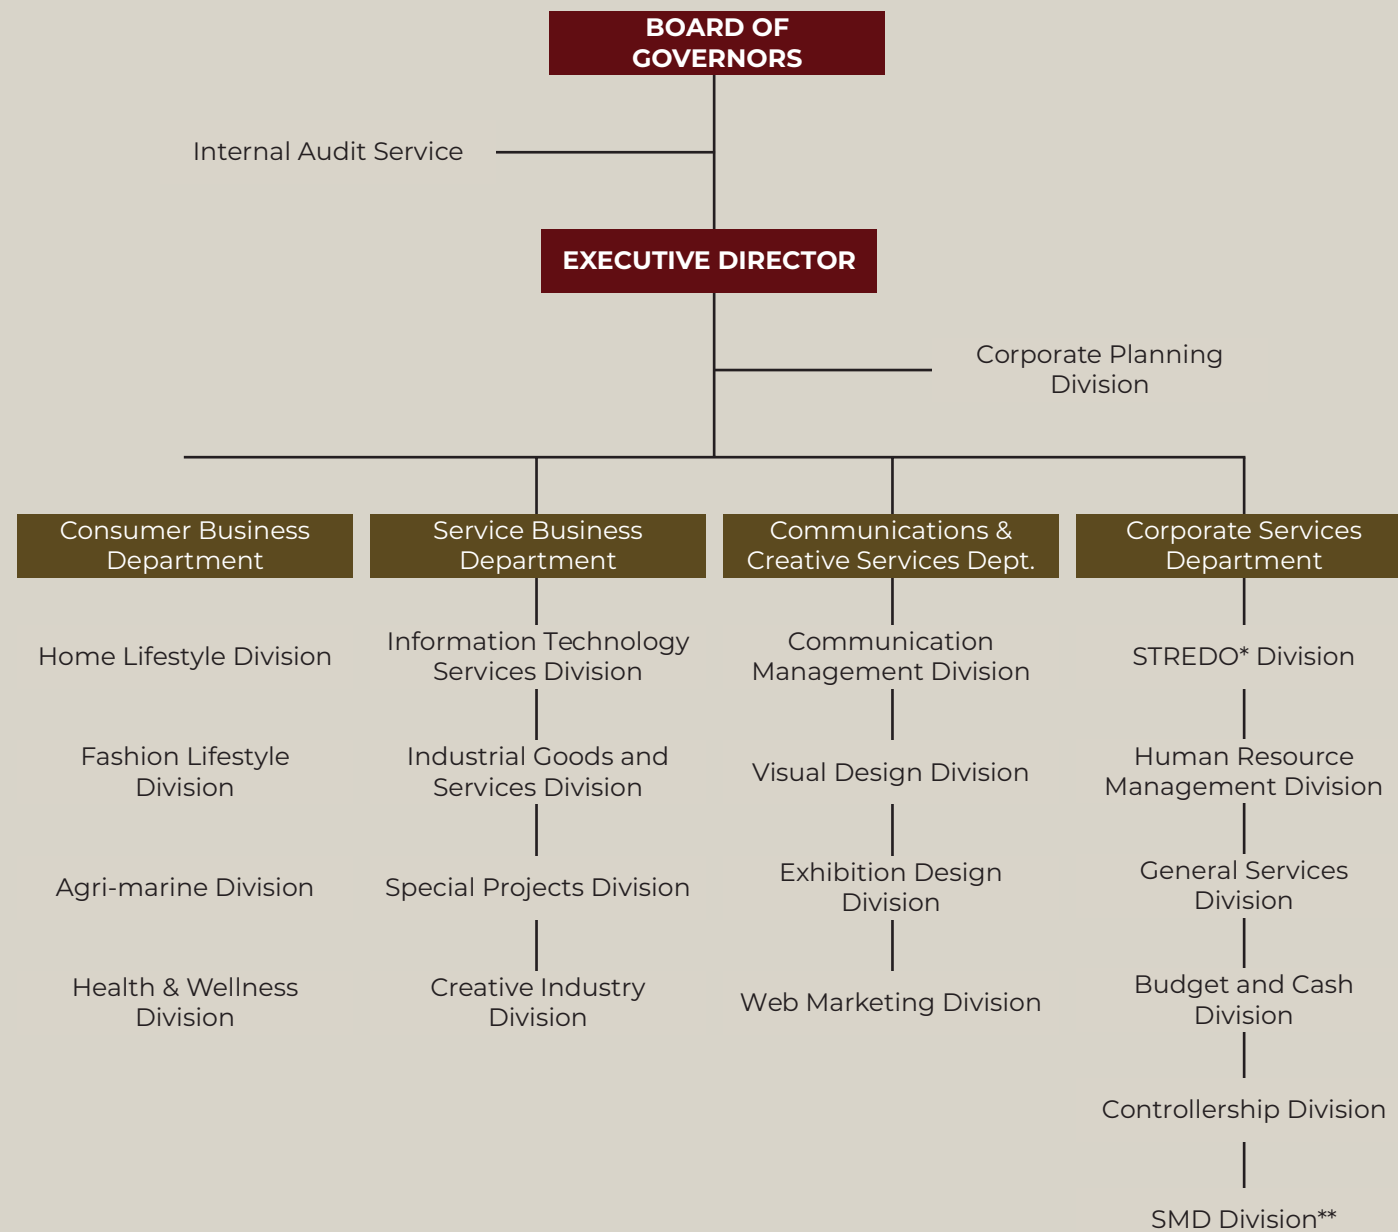 BOARD OF
GOVERNORS
Internal Audit Service
EXECUTIVE DIRECTOR
Corporate Planning
Division
Consumer Business
Department
Home Lifestyle Division
Fashion Lifestyle
Division
Agri-marine Division
Health & Wellness
Division
Service Business
Department
Information Technology
Services Division
Industrial Goods and
Services Division
Special Projects Division
Creative Industry
Division
Communications &
Creative Services Dept.
Communication
Management Division
Visual Design Division
Exhibition Design
Division
Web Marketing Division
Corporate Services
Department
STREDO* Division
Human Resource
Management Division
General Services
Division
Budget and Cash
Division
Controllership Division
SMD Division**